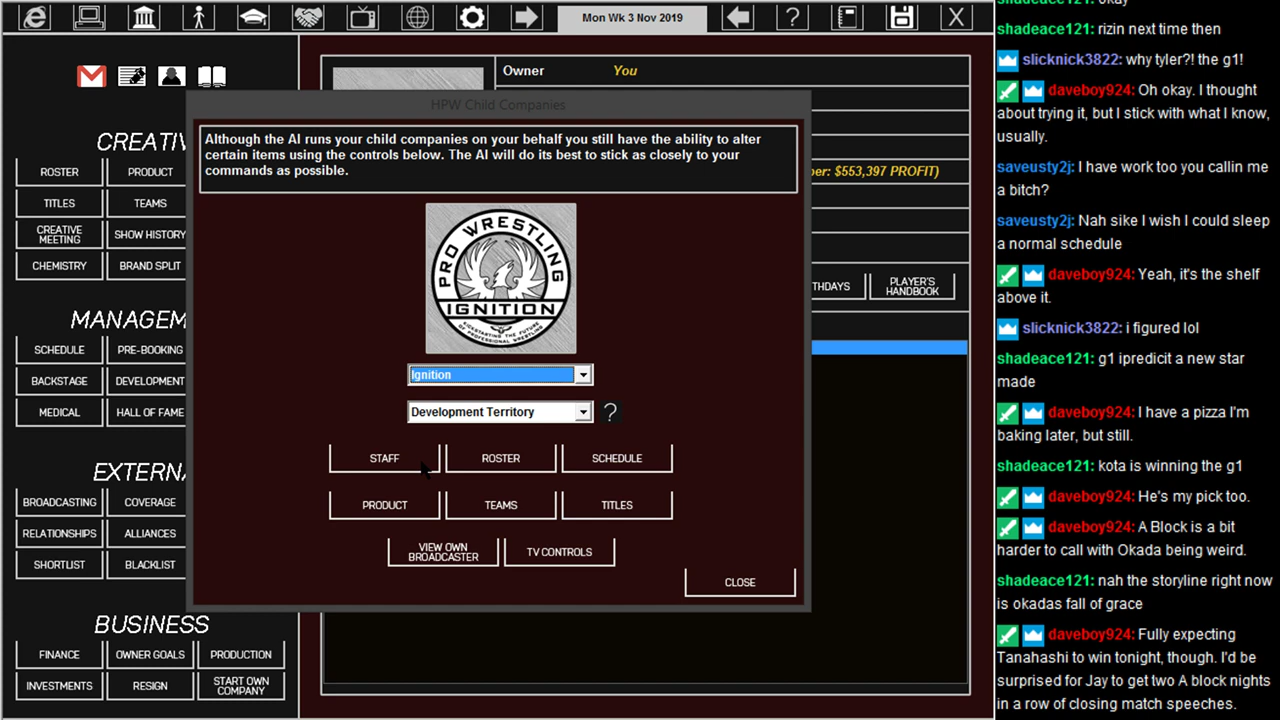 Mon Wk 3 Nov 2019
?
X
Owner
You
HPW Child Companies
Although the AI runs your child companies on your behalf you still have the ability to alter
certain items using the controls below. The AI will do its best to stick as closely to your
commands as possible.
PRO WRESTLING
IGNITION
KICKSTARTING THE FUTURE
OF PROFESSIONAL WRESTLING
Ignition
Development Territory
?
STAFF
ROSTER
SCHEDULE
PRODUCT
TEAMS
TITLES
VIEW OWN
BROADCASTER
TV CONTROLS
CLOSE
ber: $553,397 PROFIT)
THDAYS
PLAYER'S
HANDBOOK
CREATIV
ROSTER
PRODUCT
TITLES
TEAMS
CREATIVE
MEETING
SHOW HISTORY
CHEMISTRY
BRAND SPLIT
MANAGEM
SCHEDULE
PRE-BOOKING
BACKSTAGE
DEVELOPMENT
MEDICAL
HALL OF FAME
EXTERNA
BROADCASTING
COVERAGE
RELATIONSHIPS
ALLIANCES
SHORTLIST
BLACKLIST
BUSINESS
FINANCE
OWNER GOALS
PRODUCTION
INVESTMENTS
RESIGN
START OWN
COMPANY
shadeace121: okay
shadeace121: rizin next time then
slicknick3822: why tyler?! the g1!
daveboy924: Oh okay. I thought
about trying it, but I stick with what I know,
usually.
saveusty2j: I have work too you callin me
a bitch?
saveusty2j: Nah sike I wish I could sleep
a normal schedule
daveboy924: Yeah, it's the shelf
above it.
slicknick3822: i figured lol
shadeace121: g1 ipredicit a new star
made
daveboy924: I have a pizza I'm
baking later, but still.
shadeace121: kota is winning the g1
daveboy924: He's my pick too.
daveboy924: A Block is a bit
harder to call with Okada being weird.
shadeace121: nah the storyline right now
is okadas fall of grace
daveboy924: Fully expecting
Tanahashi to win tonight, though. I'd be
surprised for Jay to get two A block nights
in a row of closing match speeches.